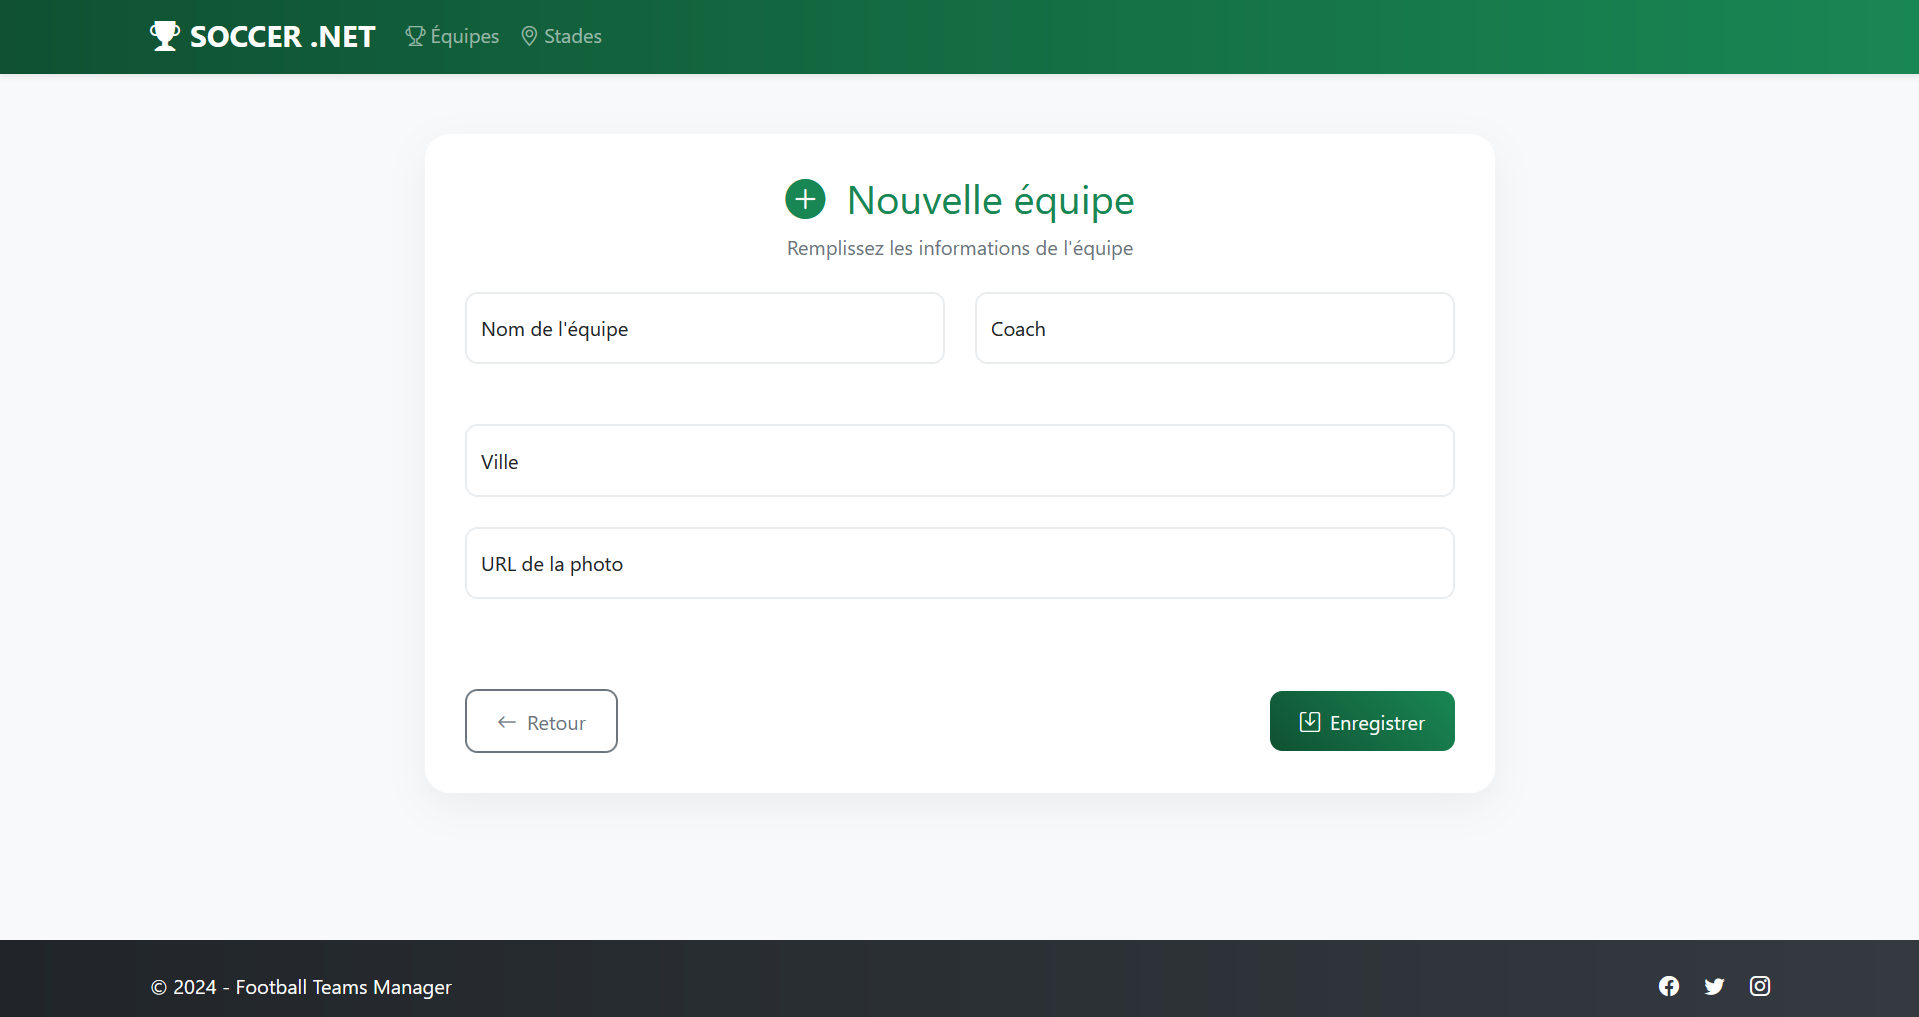 SOCCER .NET Équipes Stades
Nouvelle équipe
Remplissez les informations de l'équipe
Nom de l'équipe Coach
Ville
URL de la photo
Retour Enregistrer
© 2024 - Football Teams Manager